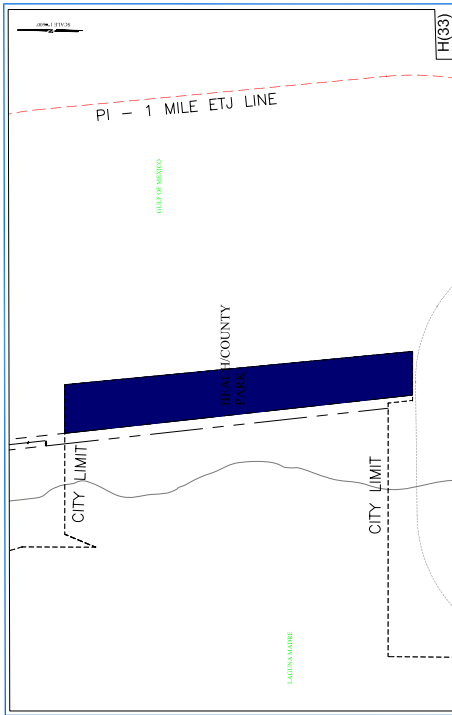 H(33)
PI - 1 MILE ETJ LINE
GULF OF MEXICO
BEACH/COUNTY
PARK
CITY LIMIT
CITY LIMIT
LAGUNA MADRE